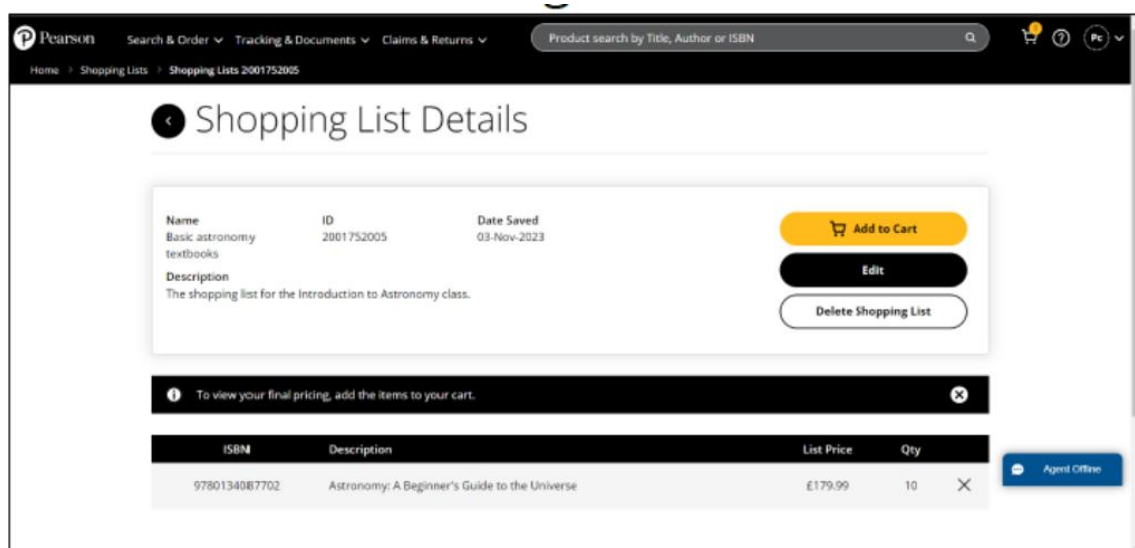 Pearson
Search & Order Tracking & Documents Claims & Returns Product search by Title, Author or ISBN Pc
Home > Shopping Lists > Shopping Lists 2001752005
Shopping List Details
Name ID Date Saved
Basic astronomy 2001752005 03-Nov-2023
textbooks
Description
The shopping list for the Introduction to Astronomy class.
Add to Cart
Edit
Delete Shopping List
To view your final pricing, add the items to your cart.
ISBN Description List Price Qty
9780134087702 Astronomy: A Beginner's Guide to the Universe £179.99 10
Agent Offline